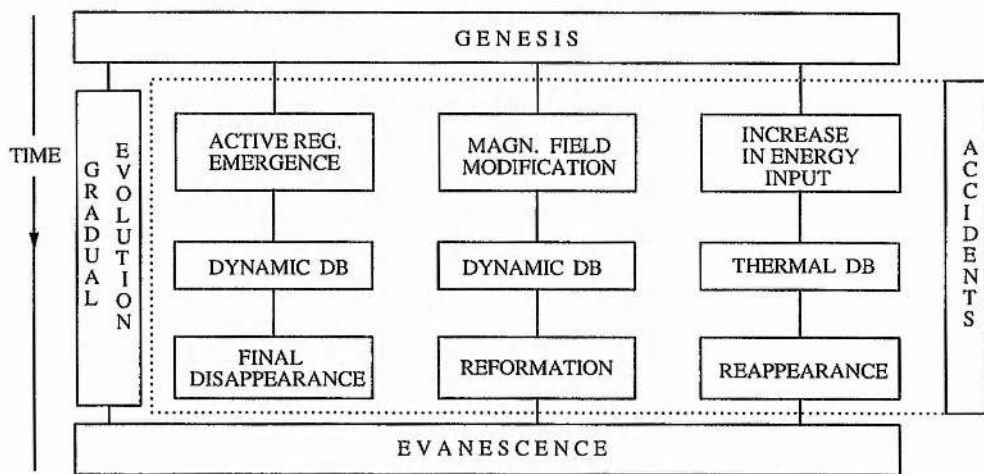 GENESIS
TIME
GRADUAL
EVOLUTION
ACTIVE REG.
EMERGENCE
DYNAMIC DB
FINAL
DISAPPEARANCE
MAGN. FIELD
MODIFICATION
DYNAMIC DB
REFORMATION
INCREASE
IN ENERGY
INPUT
THERMAL DB
REAPPEARANCE
ACCIDENTS
EVANESCENCE